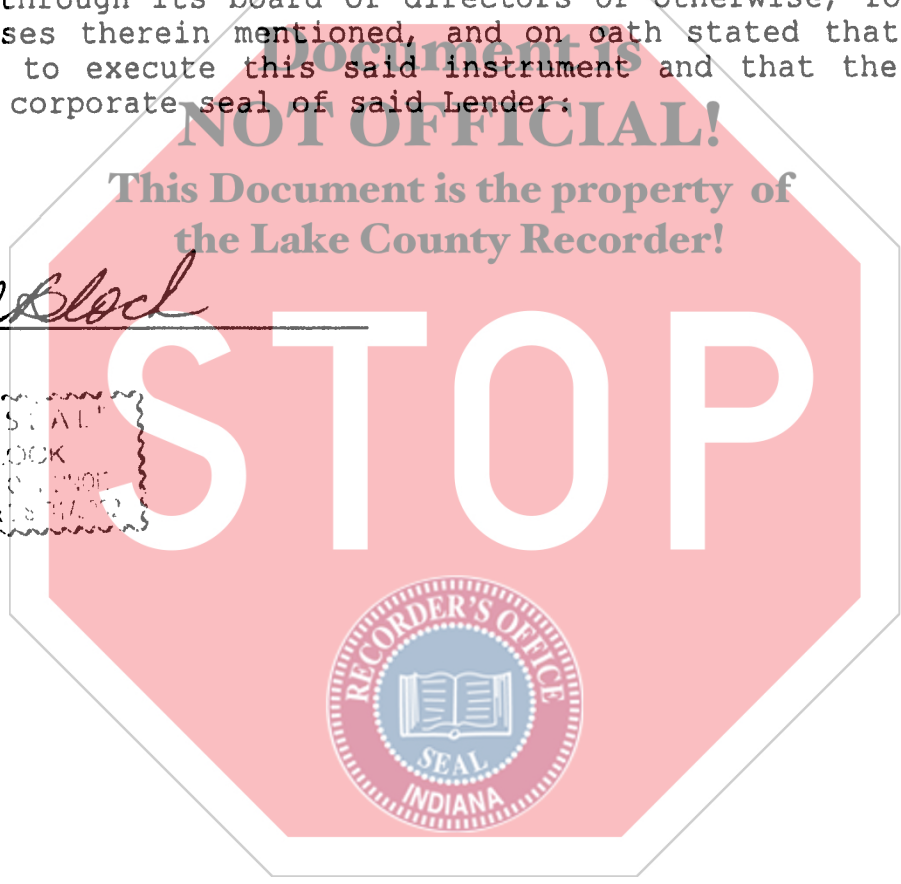 through its board of directors or otherwise,
ses therein mentioned, and on oath stated that
Document is
to execute this said instrument and that the
corporate seal of said Lender.
NOT OFFICIAL!
This Document is the property of
the Lake County Recorder!
Bloch
STOP
RECORDER'S OFFICE
SEAL
INDIANA